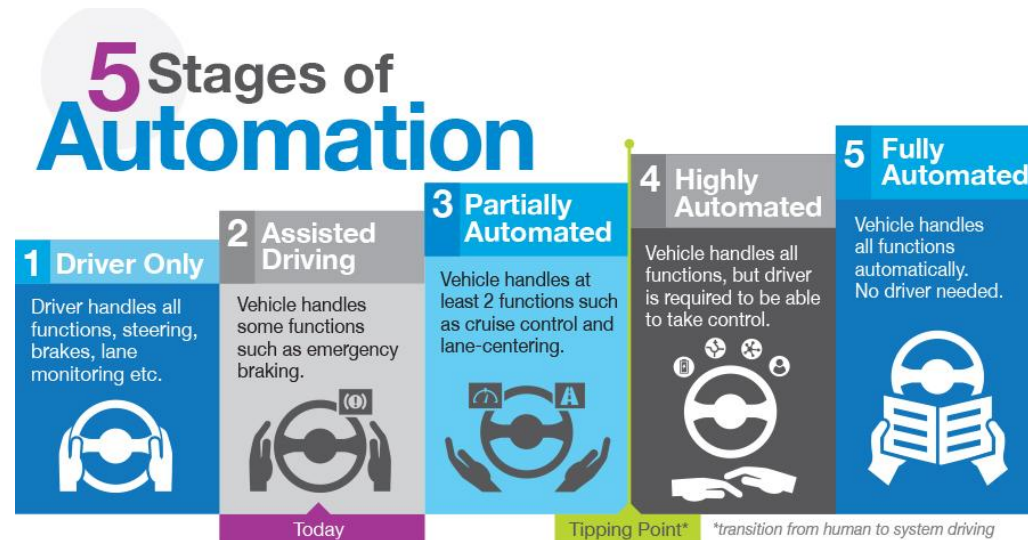 5 Stages of
Automation
1 Driver Only
Driver handles all
functions, steering,
brakes, lane
monitoring etc.
2 Assisted
Driving
Vehicle handles
some functions
such as emergency
braking.
Today
3 Partially
Automated
Vehicle handles at
least 2 functions such
as cruise control and
lane-centering.
4 Highly
Automated
Vehicle handles all
functions, but driver
is required to be able
to take control.
5 Fully
Automated
Vehicle handles
all functions
automatically.
No driver needed.
Tipping Point*
*transition from human to system driving